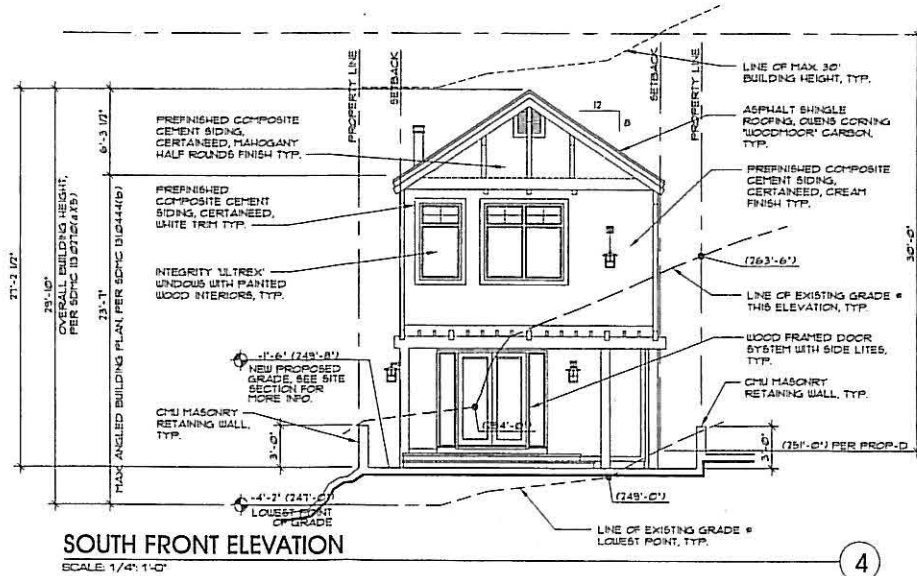 PROPERTY LINE
SETBACK
SETBACK
PROPERTY LINE
LINE OF MAX. 30'
BUILDING HEIGHT, TYP.
12
8
ASPHALT SHINGLE
ROOFING, OWENS CORNING
'WOODMOOR' CARBON,
TYP.
PREFINISHED COMPOSITE
CEMENT SIDING,
CERTAINEED, MAHOGANY
HALF ROUNDS FINISH TYP.
PREFINISHED COMPOSITE
CEMENT SIDING,
CERTAINEED, CREAM
FINISH TYP.
PREFINISHED
COMPOSITE CEMENT
SIDING, CERTAINEED,
WHITE TRIM TYP.
INTEGRITY 'ULTREX'
WINDOWS WITH PAINTED
WOOD INTERIORS, TYP.
(263'-6")
LINE OF EXISTING GRADE @
THIS ELEVATION, TYP.
WOOD FRAMED DOOR
SYSTEM WITH SIDE LITES,
TYP.
CMU MASONRY
RETAINING WALL,
TYP.
-1'-6" (249'-8")
NEW PROPOSED
GRADE, SEE SITE
SECTION FOR
MORE INFO.
CMU MASONRY
RETAINING WALL,
TYP.
(254'-0")
3'-0"
3'-0"
(251'-0") PER PROP-D
30'-0"
6'-3 1/2"
23'-7"
27'-2 1/2"
29'-10"
OVERALL BUILDING HEIGHT,
MAX. ANGLED BUILDING PLAN, PER SDMC 131.0444(b)
-4'-2" (247'-0")
LOWEST POINT
OF GRADE
(249'-0")
LINE OF EXISTING GRADE @
LOWEST POINT, TYP.
SOUTH FRONT ELEVATION
SCALE: 1/4": 1'-0"
4